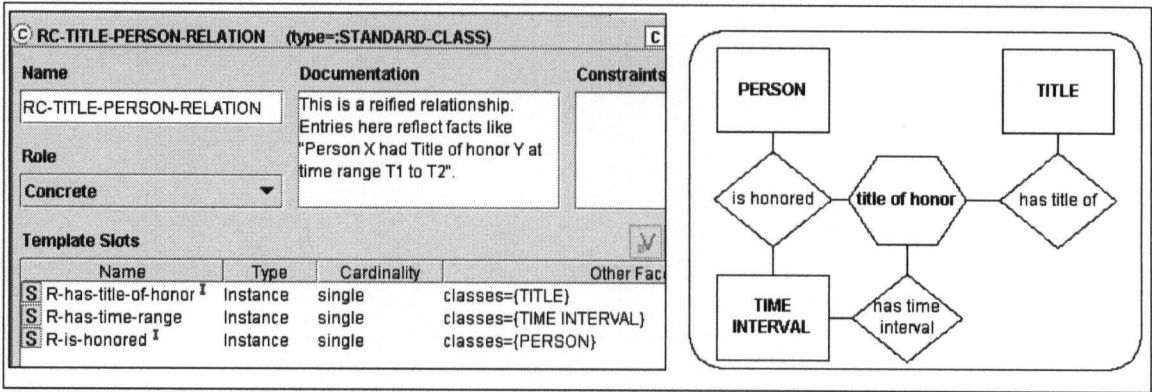 C RC-TITLE-PERSON-RELATION (type=:STANDARD-CLASS) C
Name
RC-TITLE-PERSON-RELATION
Role
Concrete
Documentation
This is a reified relationship.
Entries here reflect facts like
"Person X had Title of honor Y at
time range T1 to T2".
Constraints
Template Slots
V
Name Type Cardinality Other Fac
S R-has-title-of-honor I Instance single classes={TITLE}
S R-has-time-range Instance single classes={TIME INTERVAL}
S R-is-honored I Instance single classes={PERSON}
PERSON
TITLE
is honored
title of honor
has title of
TIME
INTERVAL
has time
interval